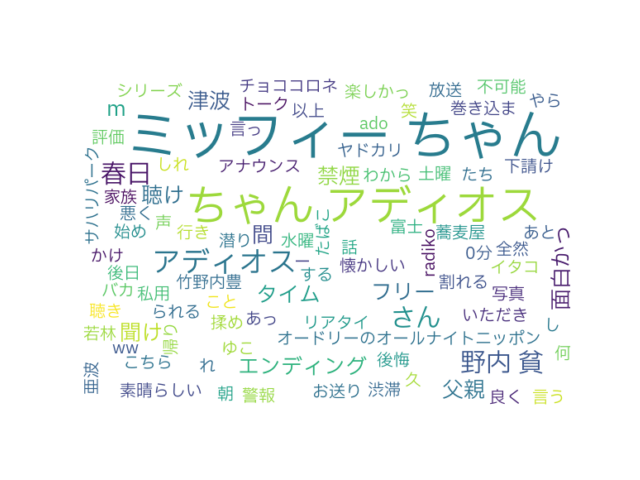 シリーズ
チョココロネ
楽しかっ
放送
不可能
m
津波
トーク
以上
ado
笑
巻き込ま
やら
評価
言っ
ミッフィー ちゃん
ヤドカリ
サハリパーク
春日
しれ
アナウンス
禁煙
わから
土曜
たち
下請け
家族
聴け
ちゃん アディオス
悪く
声
始め
行き
潜り
間
水曜
たばこ
話
富士
蕎麦屋
あと
かけ
アディオス
ー
する
懐かしい
radiko
0分
全然
面白かっ
後日
竹野内豊
割れる
イタコ
バカ
私用
こと
タイム
フリー
写真
聴き
られる
揉め
あっ
リアタイ
さん
いただき
し
若林
聞け
帰り
ゆこ
オードリーのオールナイトニッポン
何
ww
こちら
れ
エンディング
後悔
野内 貧
亜波
素晴らしい
朝
警報
お送り
渋滞
久
父親
良く
言う